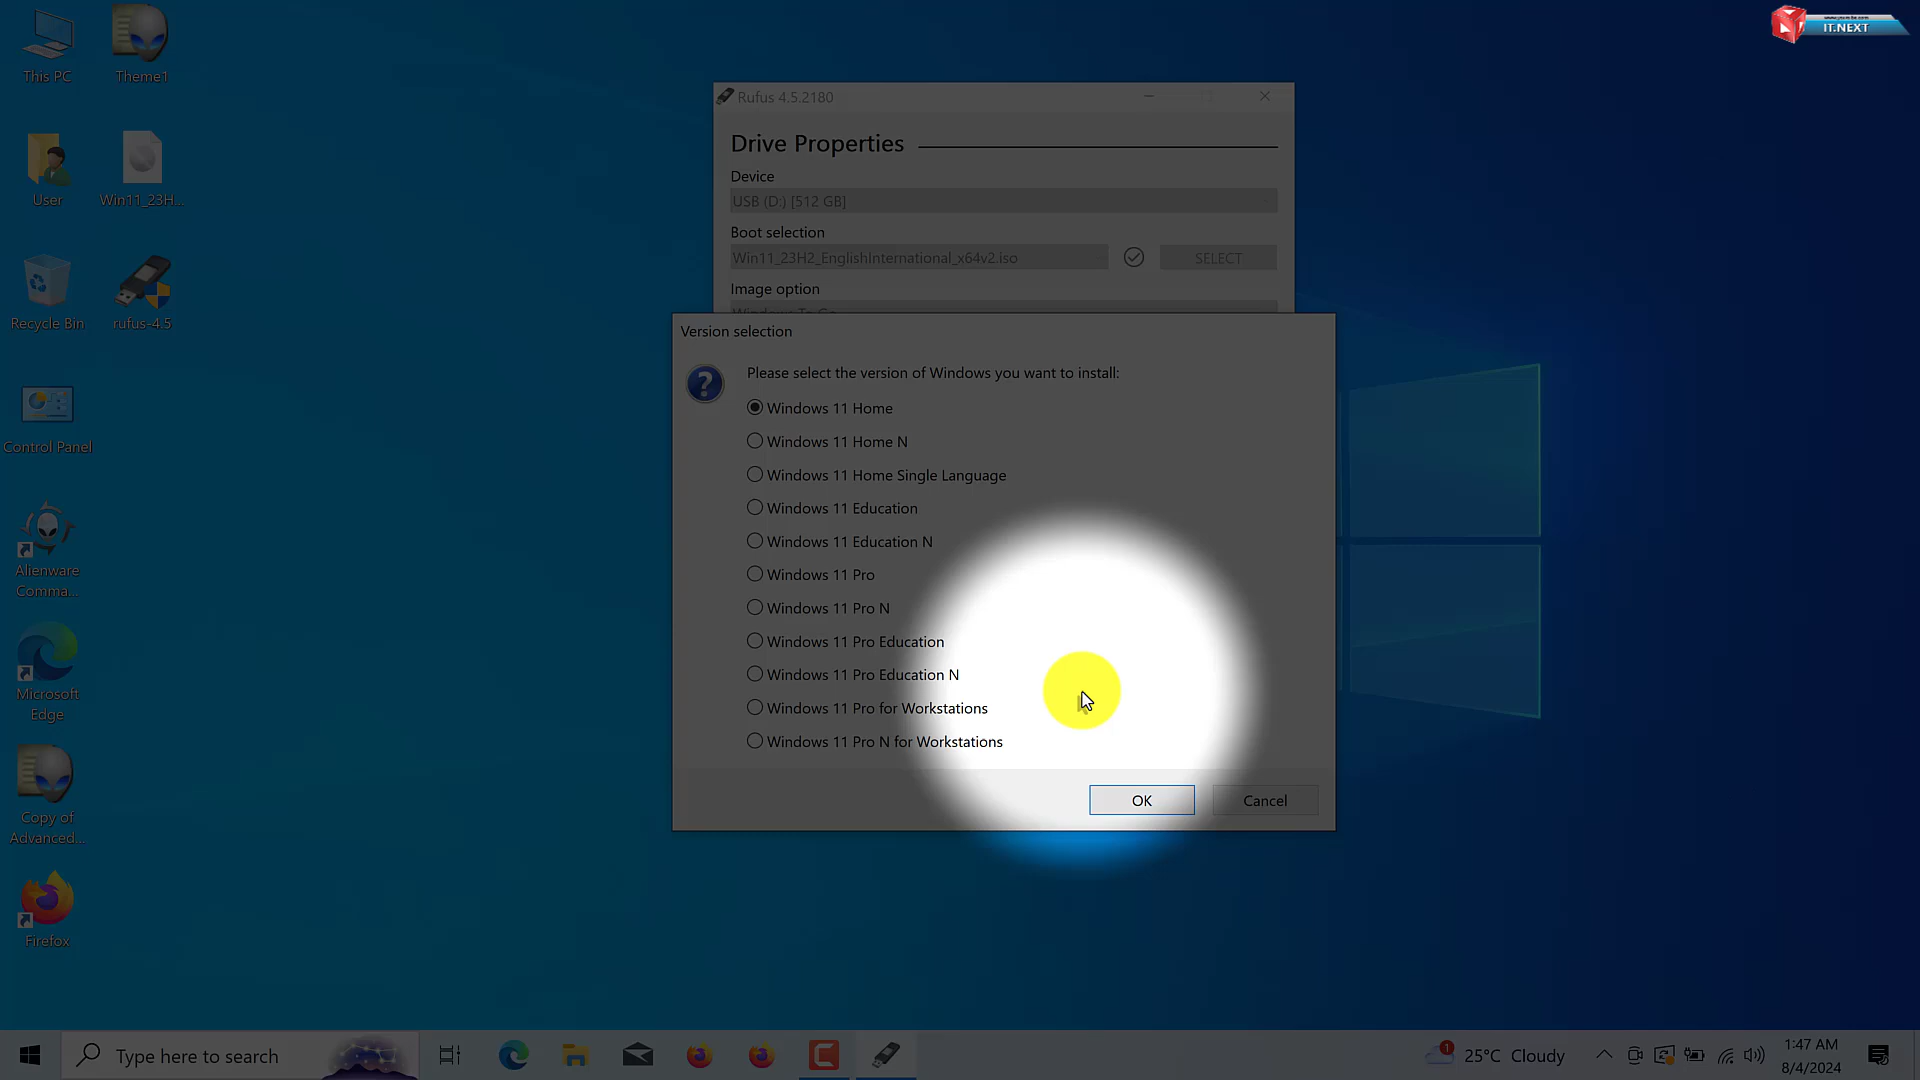 This PC
Theme1
User
Win11_23H...
Recycle Bin
rufus-4.5
Control Panel
Alienware
Comma...
Microsoft
Edge
Copy of
Advanced...
Firefox
IT.NEXT
Rufus 4.5.2180
Drive Properties
Device
USB (D:) [512 GB]
Boot selection
Win11_23H2_EnglishInternational_x64v2.iso
SELECT
Image option
Windows To Go
Version selection
Please select the version of Windows you want to install:
Windows 11 Home
Windows 11 Home N
Windows 11 Home Single Language
Windows 11 Education
Windows 11 Education N
Windows 11 Pro
Windows 11 Pro N
Windows 11 Pro Education
Windows 11 Pro Education N
Windows 11 Pro for Workstations
Windows 11 Pro N for Workstations
OK
Cancel
Type here to search
1
25°C Cloudy
1:47 AM
8/4/2024